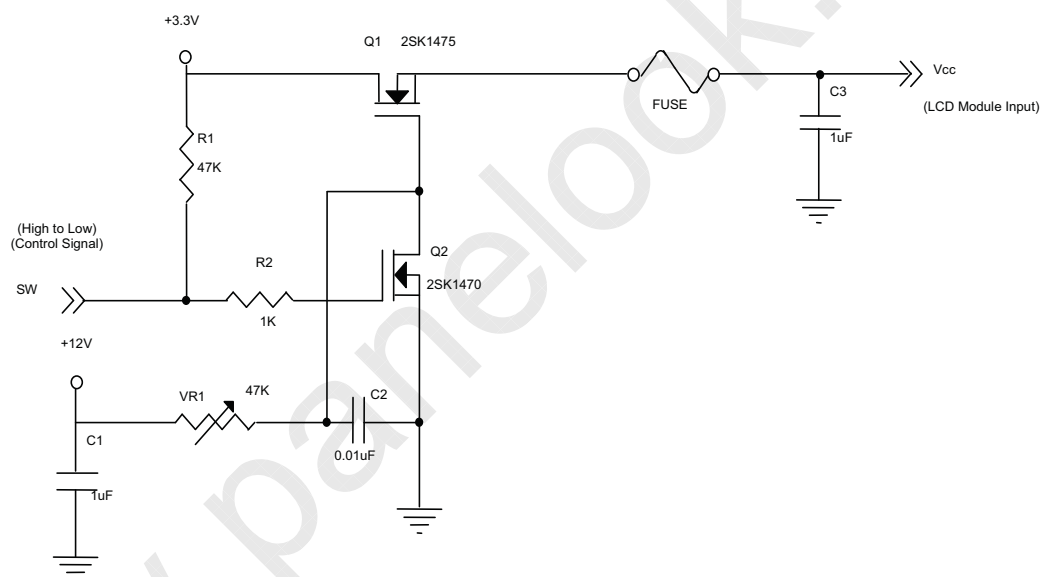 +3.3V
Q1 2SK1475
Vcc
FUSE
C3
(LCD Module Input)
1uF
R1
47K
(High to Low)
(Control Signal)
SW
R2
1K
Q2
2SK1470
+12V
VR1
47K
C2
C1
0.01uF
1uF
panelook.